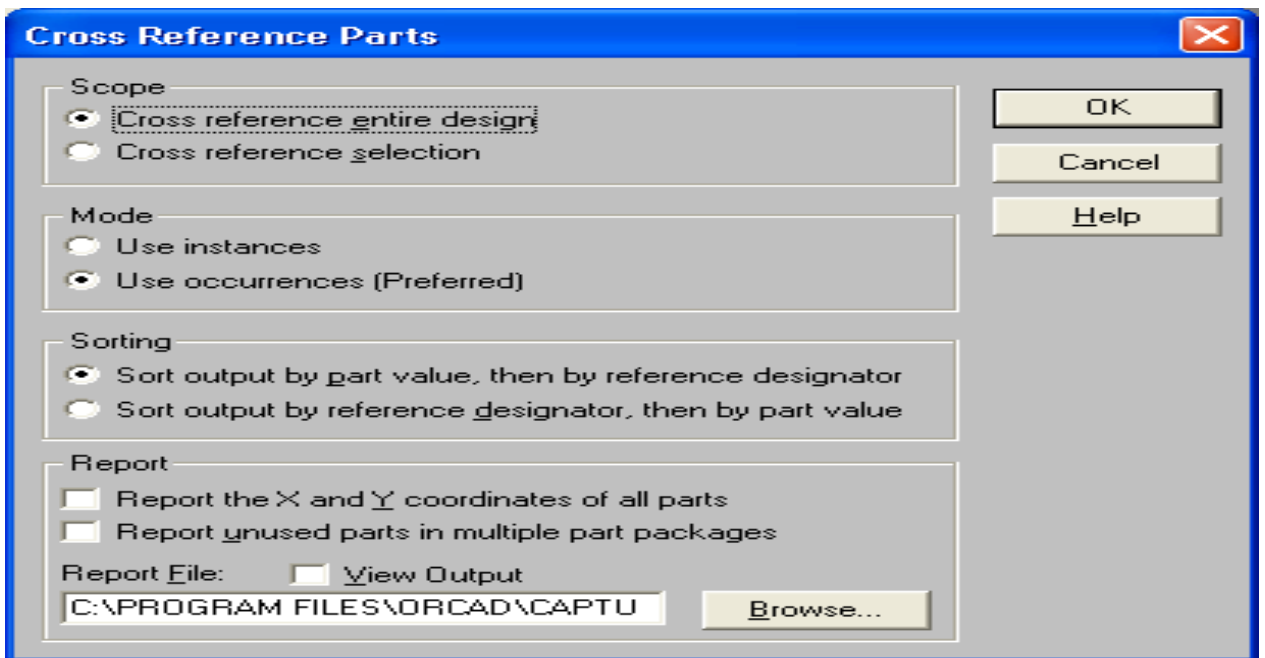 Cross Reference Parts
Scope
Cross reference entire design
Cross reference selection
OK
Cancel
Help
Mode
Use instances
Use occurrences (Preferred)
Sorting
Sort output by part value, then by reference designator
Sort output by reference designator, then by part value
Report
Report the X and Y coordinates of all parts
Report unused parts in multiple part packages
Report File: View Output
C:\PROGRAM FILES\ORCAD\CAPTU Browse...